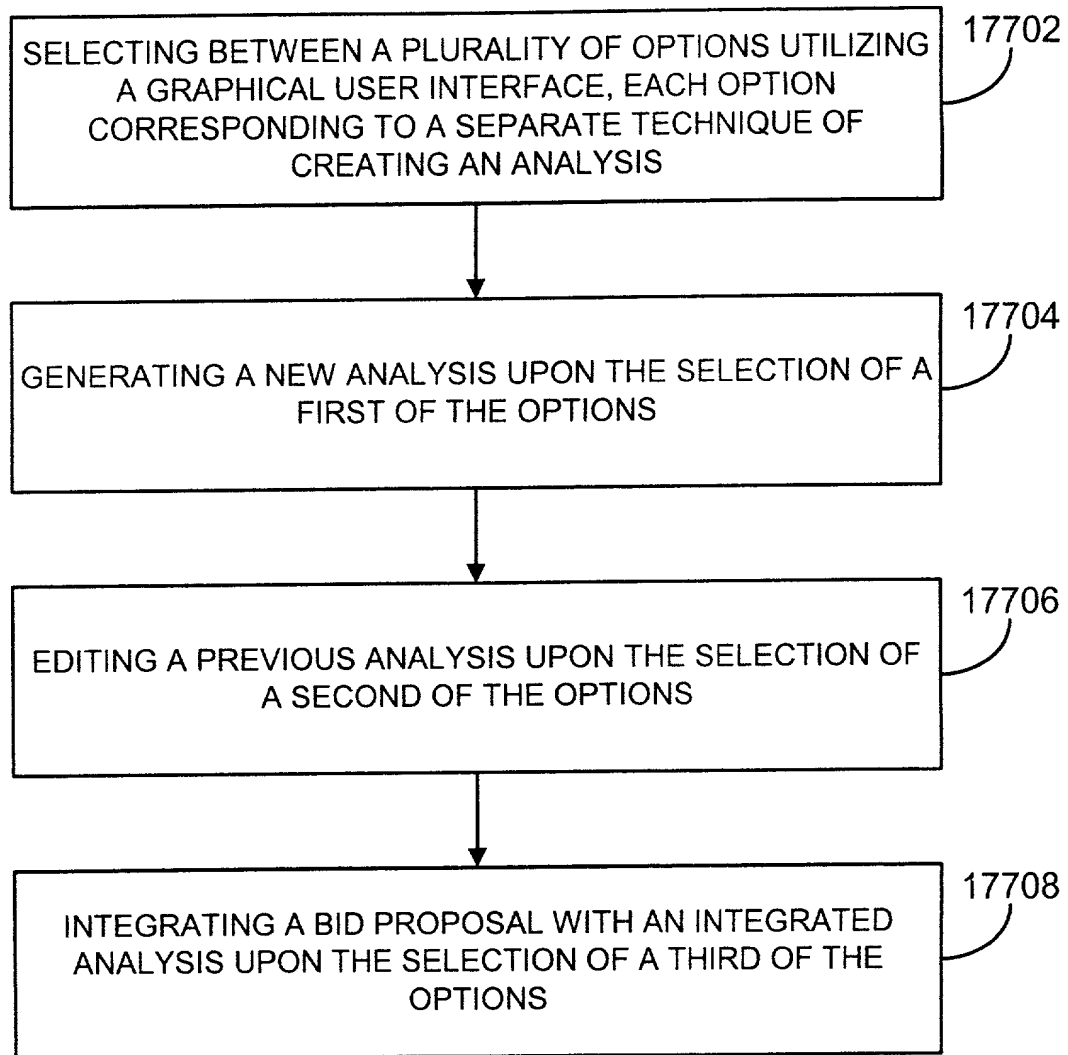 17702
SELECTING BETWEEN A PLURALITY OF OPTIONS UTILIZING
A GRAPHICAL USER INTERFACE, EACH OPTION
CORRESPONDING TO A SEPARATE TECHNIQUE OF
CREATING AN ANALYSIS
17704
GENERATING A NEW ANALYSIS UPON THE SELECTION OF A
FIRST OF THE OPTIONS
17706
EDITING A PREVIOUS ANALYSIS UPON THE SELECTION OF
A SECOND OF THE OPTIONS
17708
INTEGRATING A BID PROPOSAL WITH AN INTEGRATED
ANALYSIS UPON THE SELECTION OF A THIRD OF THE
OPTIONS